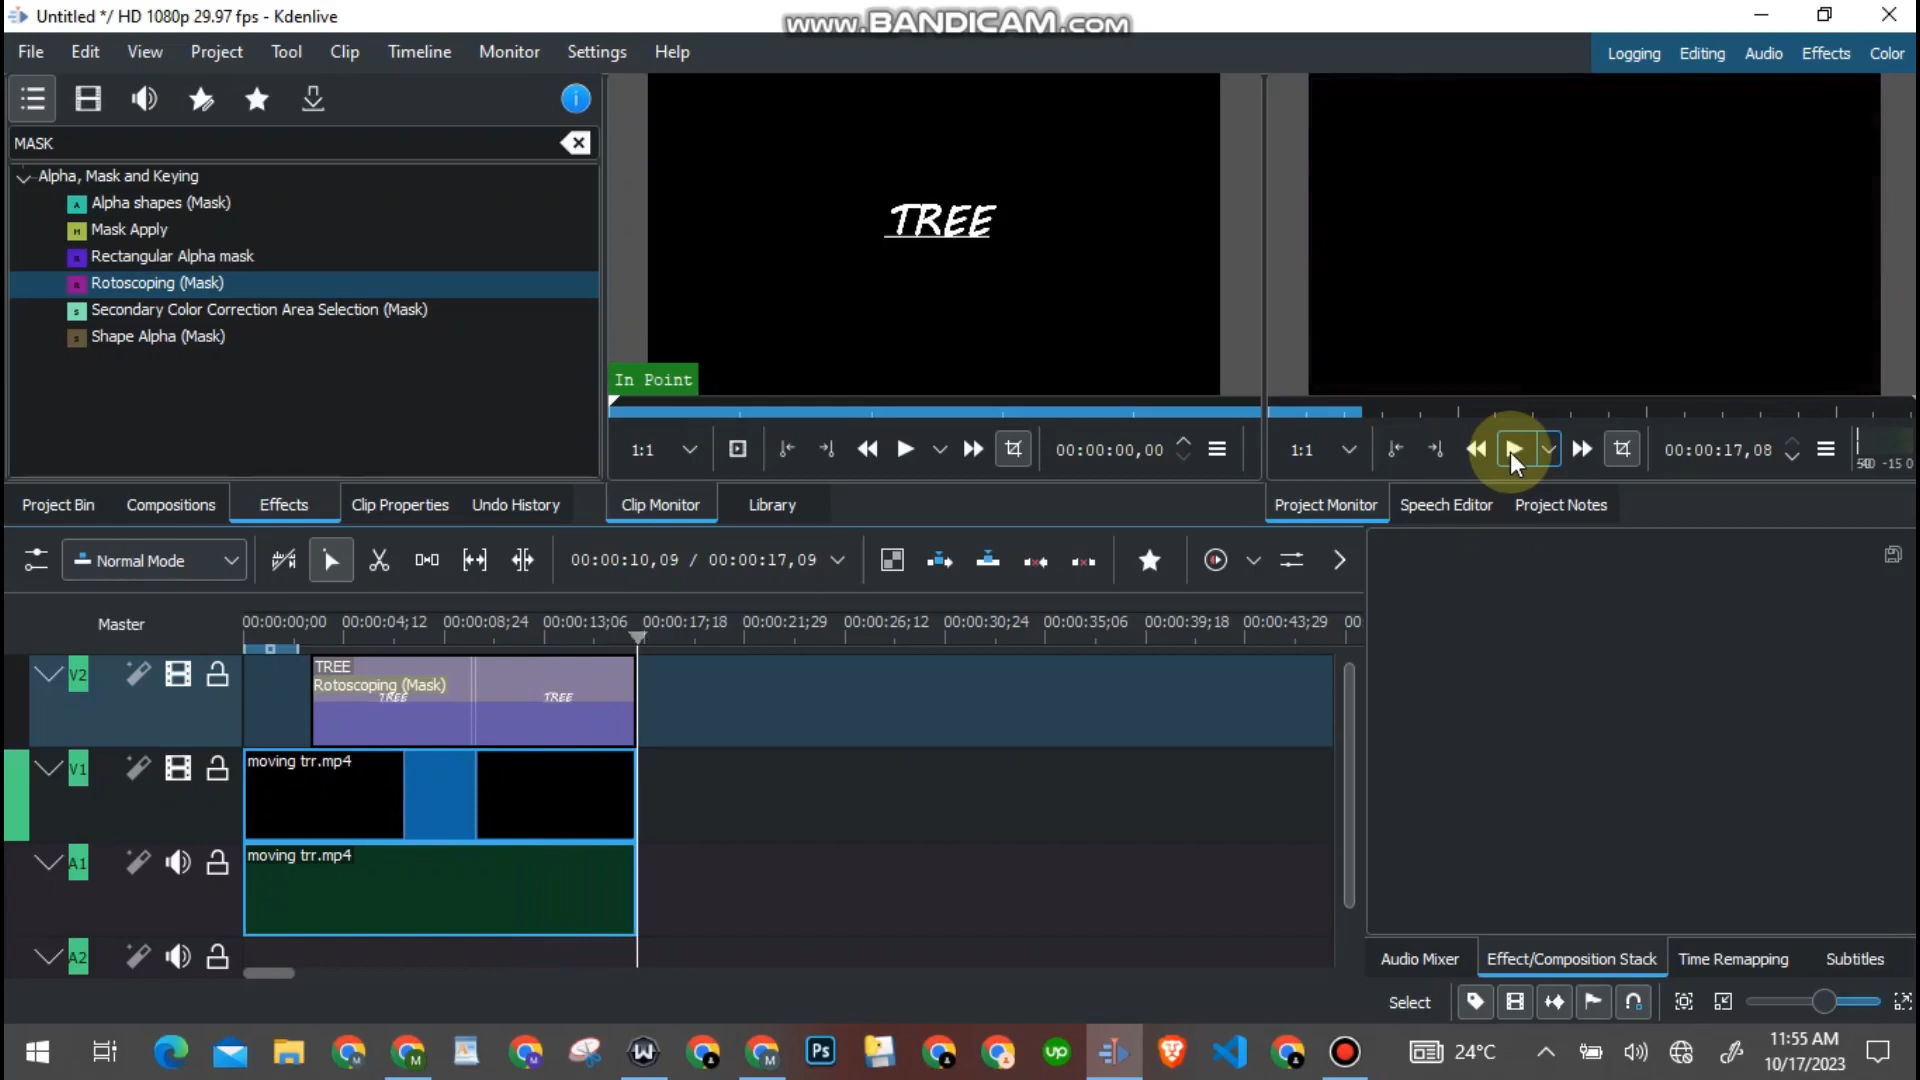 Untitled */ HD 1080p 29.97 fps - Kdenlive
www.BANDICAM.com
File Edit View Project Tool Timeline Clip Monitor Settings Help
Logging Editing Audio Effects Color
MASK
Alpha, Mask and Keying
Alpha shapes (Mask)
Mask Apply
Rectangular Alpha mask
Rotoscoping (Mask)
Secondary Color Correction Area Selection (Mask)
Shape Alpha (Mask)
TREE
In Point
1:1 00:00:00,00
1:1 00:00:17,08
-15 0
Project Bin Compositions Effects Clip Properties Undo History
Clip Monitor Library
Project Monitor Speech Editor Project Notes
Normal Mode 00:00:10,09 / 00:00:17,09
Master
00:00:00;00 00:00:04;12 00:00:08;24 00:00:13;06 00:00:17;18 00:00:21;29 00:00:26;12 00:00:30;24 00:00:35;06 00:00:39;18 00:00:43;29 00
V2
TREE
Rotoscoping (Mask)
TREE TREE
V1
moving trr.mp4
A1
moving trr.mp4
A2
Audio Mixer Effect/Composition Stack Time Remapping Subtitles
Select
24°C
11:55 AM
10/17/2023